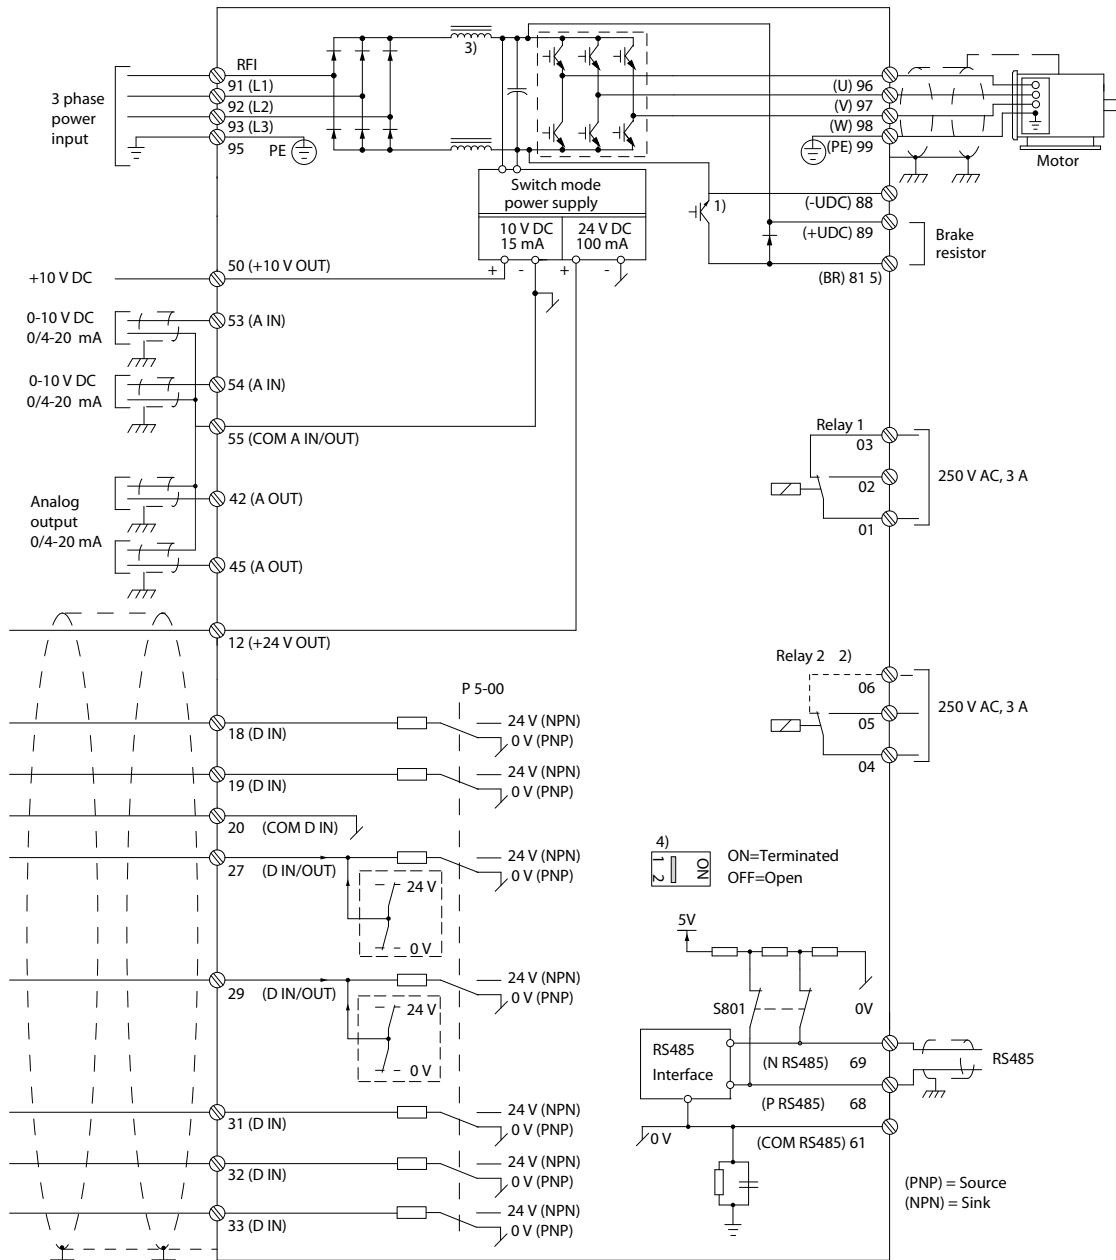 RFI
3)
91 (L1)
92 (L2)
93 (L3)
95
PE
3 phase
power
input
(U) 96
(V) 97
(W) 98
(PE) 99
Motor
Switch mode
power supply
10 V DC
15 mA
24 V DC
100 mA
+ - + -
1)
(-UDC) 88
(+UDC) 89
(BR) 81 5)
Brake
resistor
+10 V DC
50 (+10 V OUT)
0-10 V DC
0/4-20 mA
53 (A IN)
0-10 V DC
0/4-20 mA
54 (A IN)
55 (COM A IN/OUT)
Analog
output
0/4-20 mA
42 (A OUT)
45 (A OUT)
Relay 1
03
02
01
250 V AC, 3 A
12 (+24 V OUT)
Relay 2 2)
06
05
04
250 V AC, 3 A
P 5-00
18 (D IN)
24 V (NPN)
0 V (PNP)
19 (D IN)
24 V (NPN)
0 V (PNP)
20 (COM D IN)
27 (D IN/OUT)
24 V (NPN)
0 V (PNP)
24 V
0 V
29 (D IN/OUT)
24 V (NPN)
0 V (PNP)
24 V
0 V
31 (D IN)
24 V (NPN)
0 V (PNP)
32 (D IN)
24 V (NPN)
0 V (PNP)
33 (D IN)
24 V (NPN)
0 V (PNP)
4)
1 2
ON
ON=Terminated
OFF=Open
5V
S801
0V
RS485
Interface
(N RS485) 69
(P RS485) 68
(COM RS485) 61
RS485
0 V
(PNP) = Source
(NPN) = Sink